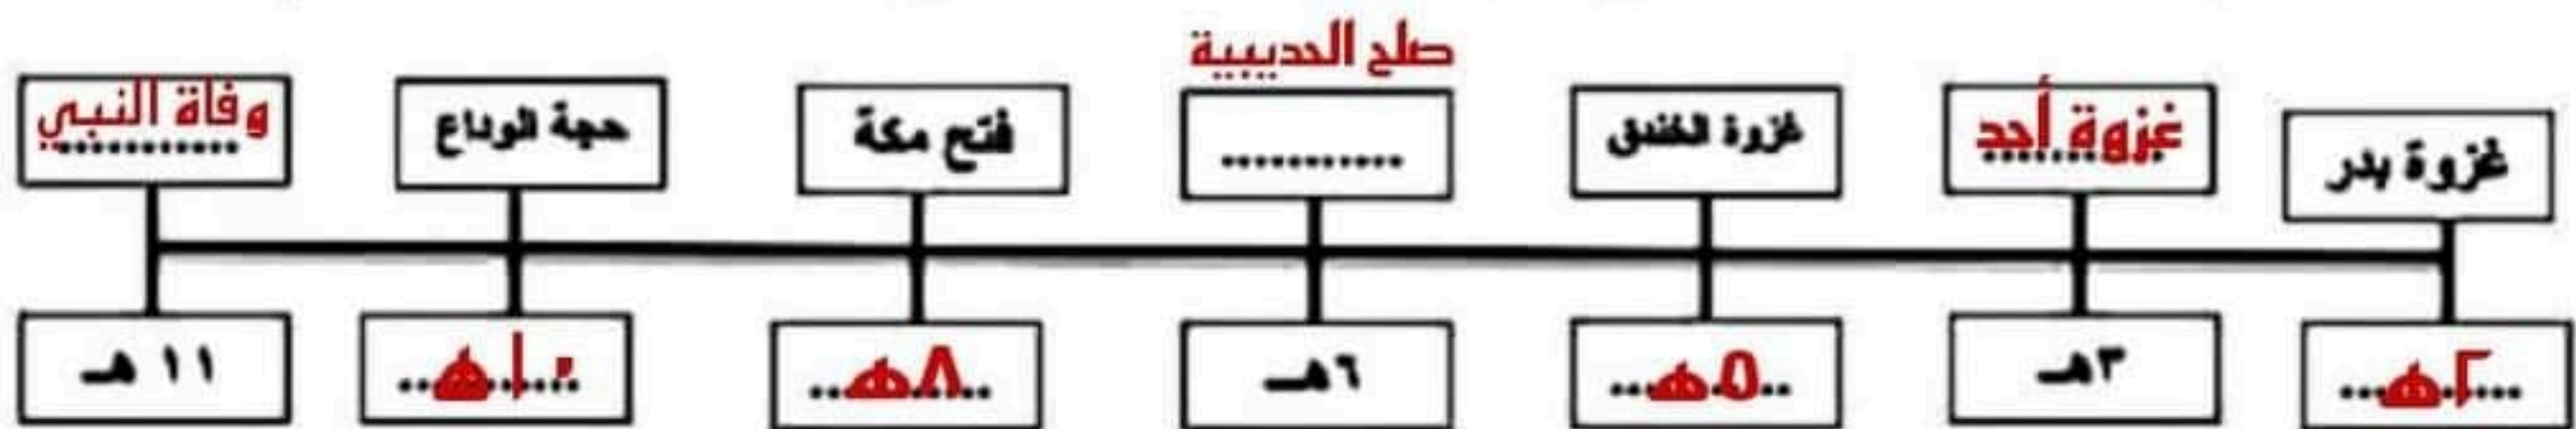 صلح الحديبية
غزوة بدر
غزوة أحد
غزوة الخندق
...........
فتح مكة
حجة الوداع
وفاة النبي
٢هـ
٣هـ
٥هـ
٦هـ
٨هـ
١٠هـ
١١ هـ